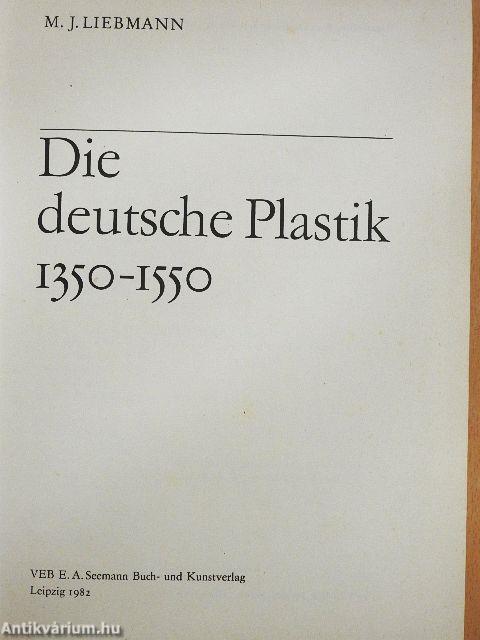 M. J. LIEBMANN
Die
deutsche Plastik
1350-1550
VEB E. A. Seemann Buch- und Kunstverlag
Leipzig 1982
Antikvárium.hu